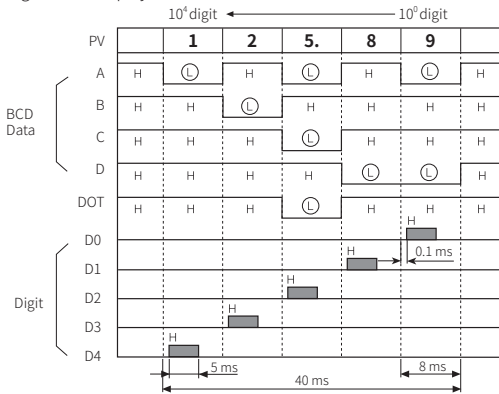 10⁴ digit 10⁰ digit
PV 1 2 5. 8 9
A H L H L H L H
B H H L H H H H
C H H H L H H H
D H H H H L L H
BCD
Data
DOT H H H L H H H
D0 H
0.1 ms
D1 H
D2 H
Digit
D3 H
D4 H
5 ms 8 ms
40 ms